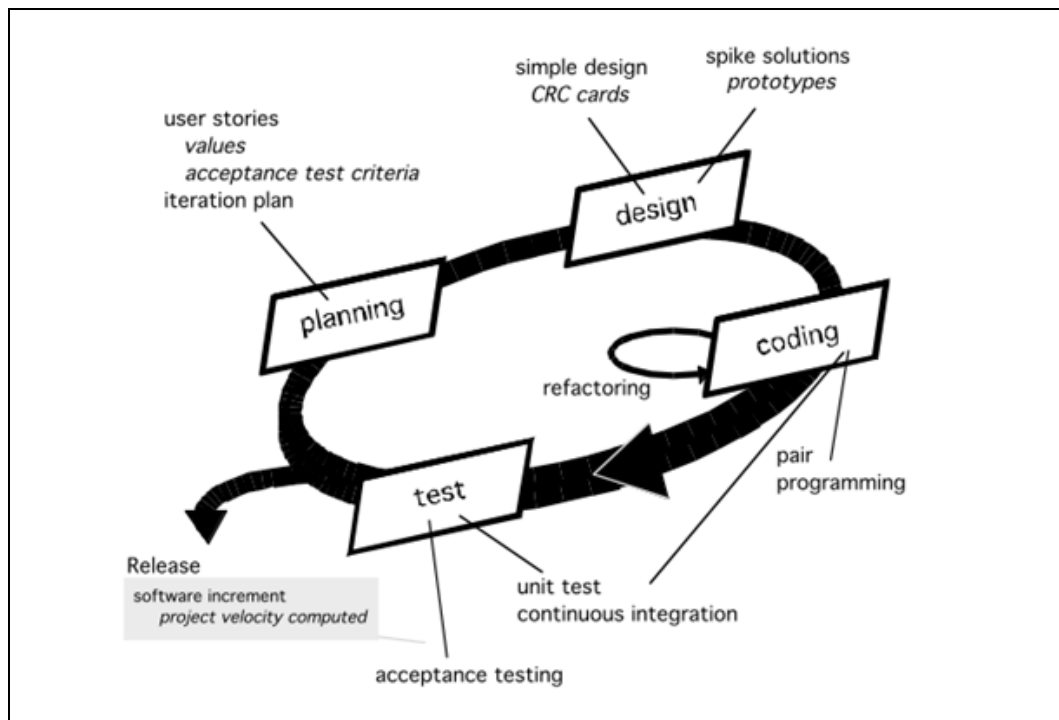 simple design
CRC cards
spike solutions
prototypes
user stories
values
acceptance test criteria
iteration plan
design
planning
coding
refactoring
test
pair
programming
Release
software increment
project velocity computed
unit test
continuous integration
acceptance testing